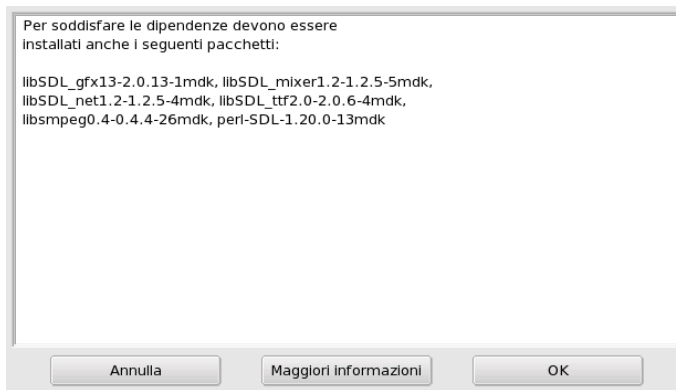 Per soddisfare le dipendenze devono essere
installati anche i seguenti pacchetti:
libSDL_gfx13-2.0.13-1mdk, libSDL_mixer1.2-1.2.5-5mdk,
libSDL_net1.2-1.2.5-4mdk, libSDL_ttf2.0-2.0.6-4mdk,
libsmpeg0.4-0.4.4-26mdk, perl-SDL-1.20.0-13mdk
Annulla
Maggiori informazioni
OK